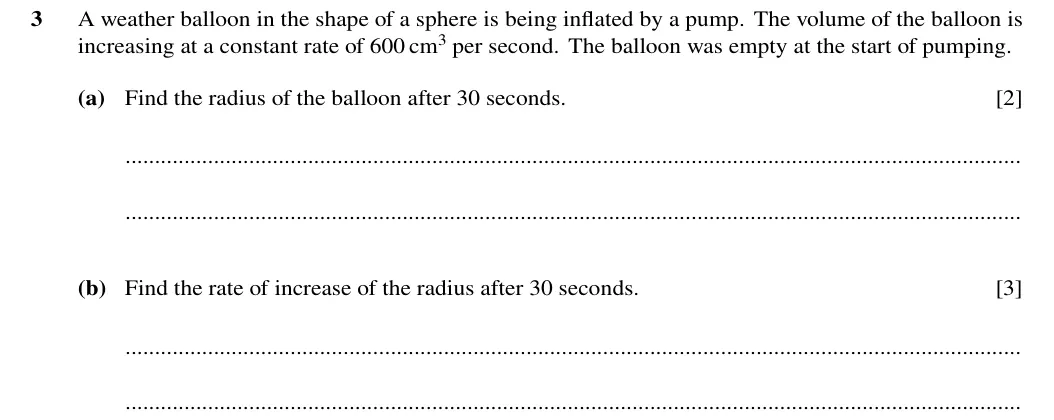 3 A weather balloon in the shape of a sphere is being inflated by a pump. The volume of the balloon is
increasing at a constant rate of 600 cm³ per second. The balloon was empty at the start of pumping.
(a) Find the radius of the balloon after 30 seconds. [2]
(b) Find the rate of increase of the radius after 30 seconds. [3]